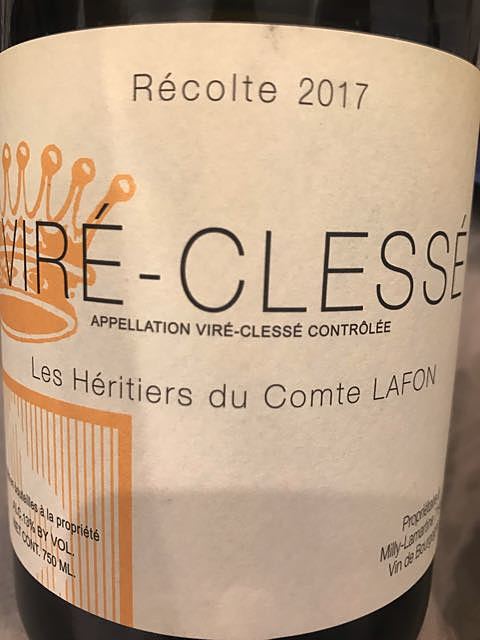 Récolte 2017
VIRÉ-CLESSÉ
APPELLATION VIRÉ-CLESSÉ CONTRÔLÉE
Les Héritiers du Comte LAFON
bouteilles à la propriété
ALC. 13% BY VOL.
NET. CONT. 750 ML.
Milly-Lamartine
Vin de